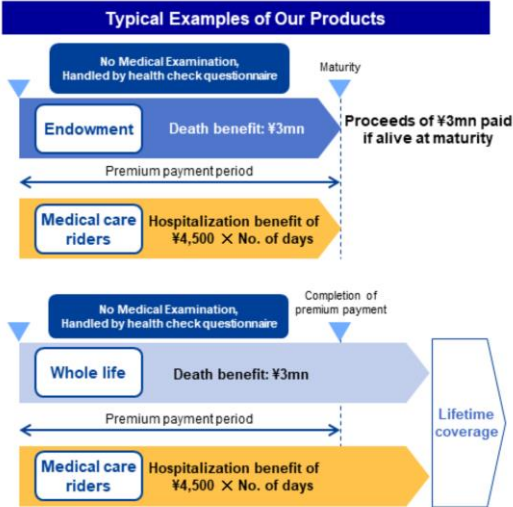 Typical Examples of Our Products
No Medical Examination,
Handled by health check questionnaire
Maturity
Endowment
Death benefit: ¥3mn
Proceeds of ¥3mn paid
if alive at maturity
Premium payment period
Medical care
riders
Hospitalization benefit of
¥4,500 × No. of days
No Medical Examination,
Handled by health check questionnaire
Completion of
premium payment
Whole life
Death benefit: ¥3mn
Premium payment period
Lifetime
coverage
Medical care
riders
Hospitalization benefit of
¥4,500 × No. of days